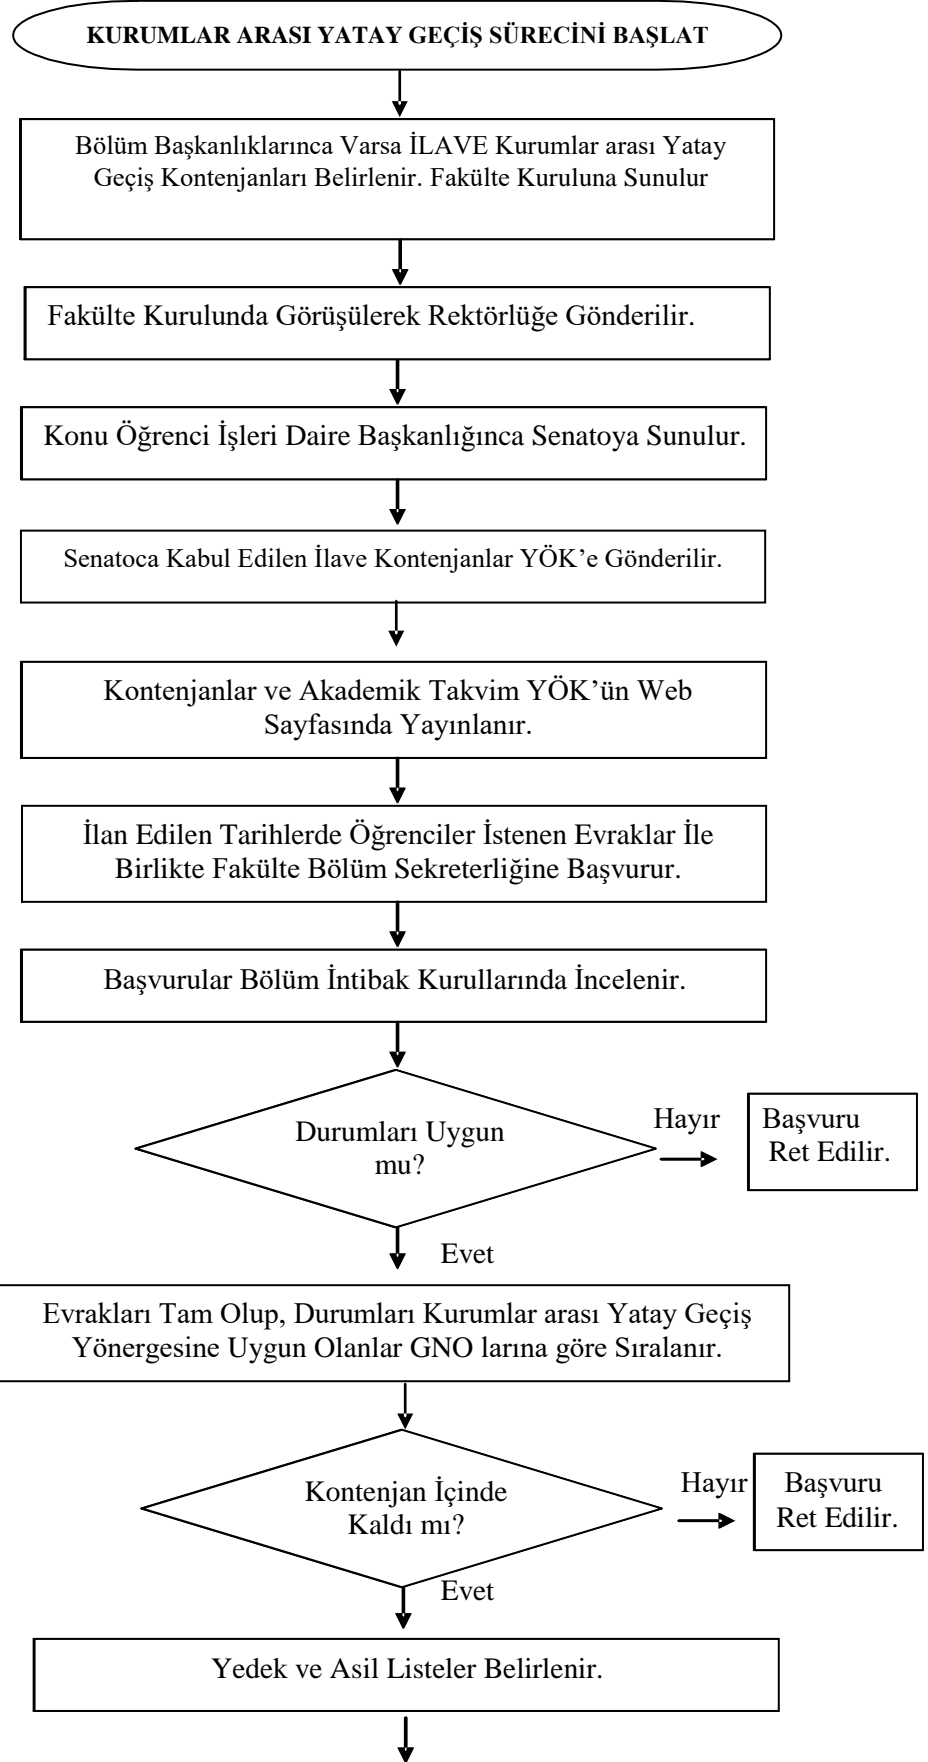 KURUMLAR ARASI YATAY GEÇİŞ SÜRECİNİ BAŞLAT
Bölüm Başkanlıklarınca Varsa İLAVE Kurumlar arası Yatay
Geçiş Kontenjanları Belirlenir. Fakülte Kuruluna Sunulur
Fakülte Kurulunda Görüşülerek Rektörlüğe Gönderilir.
Konu Öğrenci İşleri Daire Başkanlığınca Senatoya Sunulur.
Senatoca Kabul Edilen İlave Kontenjanlar YÖK’e Gönderilir.
Kontenjanlar ve Akademik Takvim YÖK’ün Web
Sayfasında Yayınlanır.
İlan Edilen Tarihlerde Öğrenciler İstenen Evraklar İle
Birlikte Fakülte Bölüm Sekreterliğine Başvurur.
Başvurular Bölüm İntibak Kurullarında İncelenir.
Durumları Uygun
mu?
Hayır
Başvuru
Ret Edilir.
Evet
Evrakları Tam Olup, Durumları Kurumlar arası Yatay Geçiş
Yönergesine Uygun Olanlar GNO larına göre Sıralanır.
Kontenjan İçinde
Kaldı mı?
Hayır
Başvuru
Ret Edilir.
Evet
Yedek ve Asil Listeler Belirlenir.